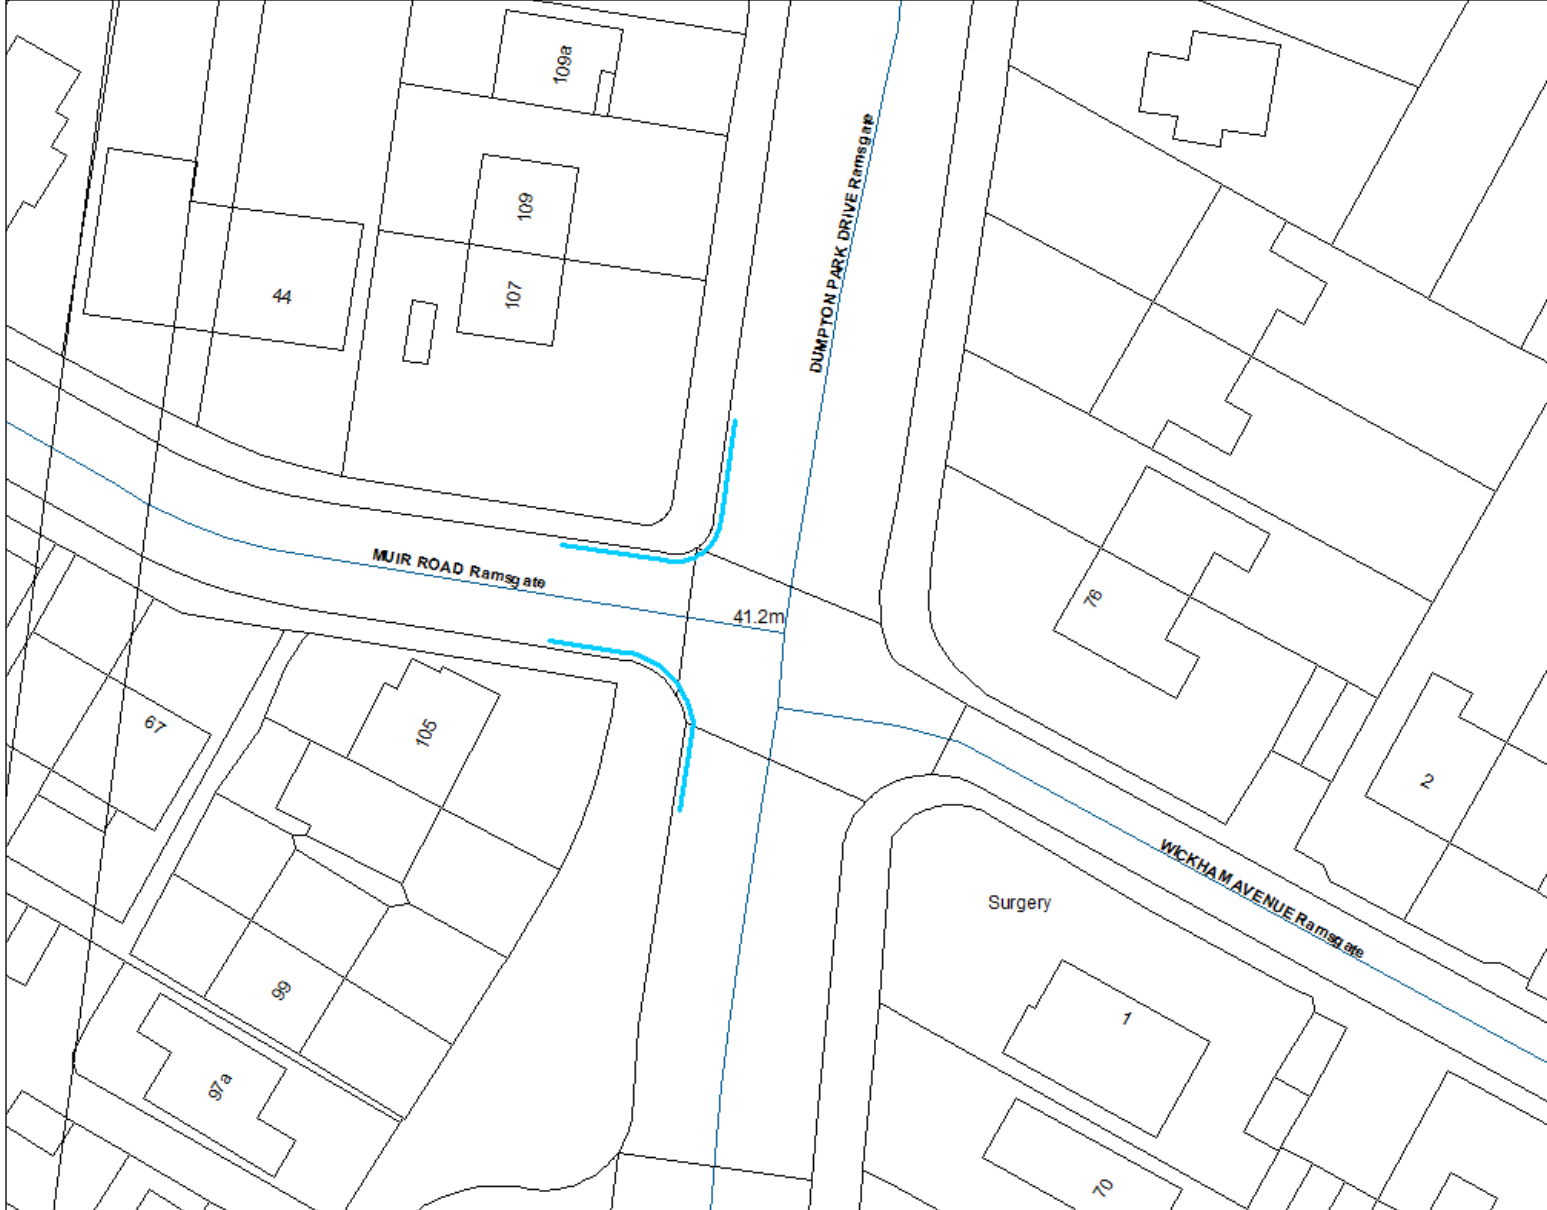 109a
109
107
44
DUMPTON PARK DRIVE Ramsgate
MUIR ROAD Ramsgate
41.2m
76
67
105
2
WICKHAM AVENUE Ramsgate
Surgery
99
1
97a
70